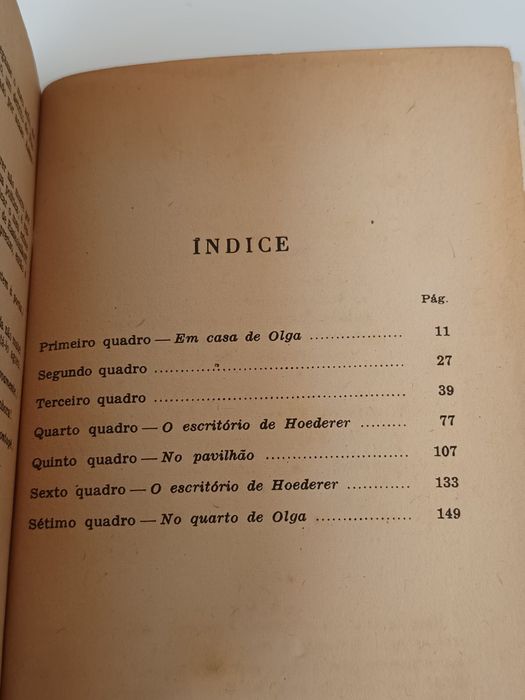 ÍNDICE
Pág.
Primeiro quadro — Em casa de Olga .................. 11
Segundo quadro ................................................ 27
Terceiro quadro ................................................ 39
Quarto quadro — O escritório de Hoederer ......... 77
Quinto quadro — No pavilhão ........................... 107
Sexto quadro — O escritório de Hoederer ............ 133
Sétimo quadro — No quarto de Olga .................. 149